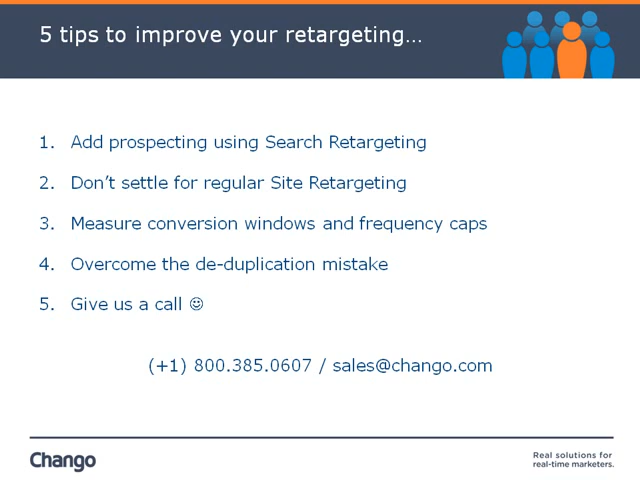 5 tips to improve your retargeting...
1. Add prospecting using Search Retargeting
2. Don't settle for regular Site Retargeting
3. Measure conversion windows and frequency caps
4. Overcome the de-duplication mistake
5. Give us a call ☺
(+1) 800.385.0607 / sales@chango.com
Chango
Real solutions for
real-time marketers.